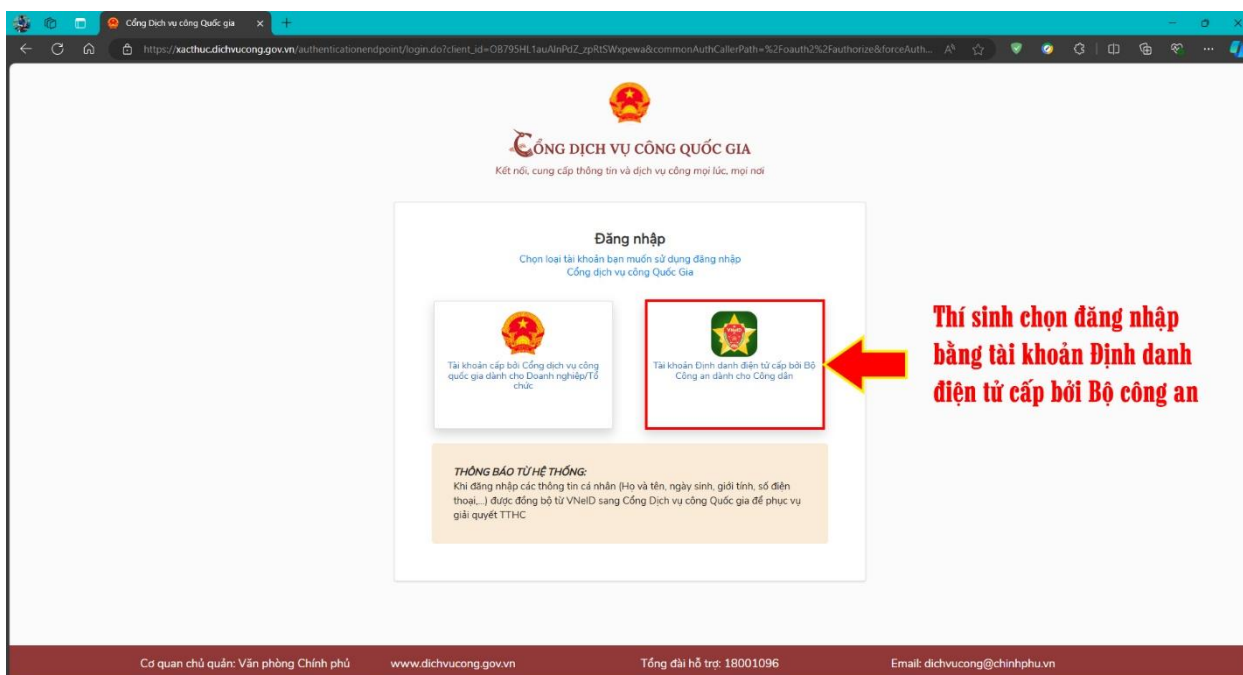 Cổng Dịch vụ công Quốc gia
https://xacthuc.dichvucong.gov.vn/authenticationendpoint/login.do?client_id=OB795HL1auAlnPdZ_zpRtSWxpewa&commonAuthCallerPath=%2Foauth2%2Fauthorize&forceAuth...
CỔNG DỊCH VỤ CÔNG QUỐC GIA
Kết nối, cung cấp thông tin và dịch vụ công mọi lúc, mọi nơi
Đăng nhập
Chọn loại tài khoản bạn muốn sử dụng đăng nhập
Cổng dịch vụ công Quốc Gia
Tài khoản cấp bởi Cổng dịch vụ công
quốc gia dành cho Doanh nghiệp/Tổ
chức
VNeID
Tài khoản Định danh điện tử cấp bởi Bộ
Công an dành cho Công dân
Thí sinh chọn đăng nhập
bằng tài khoản Định danh
điện tử cấp bởi Bộ công an
THÔNG BÁO TỪ HỆ THỐNG:
Khi đăng nhập các thông tin cá nhân (Họ và tên, ngày sinh, giới tính, số điện
thoại,...) được đồng bộ từ VNeID sang Cổng Dịch vụ công Quốc gia để phục vụ
giải quyết TTHC
Cơ quan chủ quản: Văn phòng Chính phủ
www.dichvucong.gov.vn
Tổng đài hỗ trợ: 18001096
Email: dichvucong@chinhphu.vn